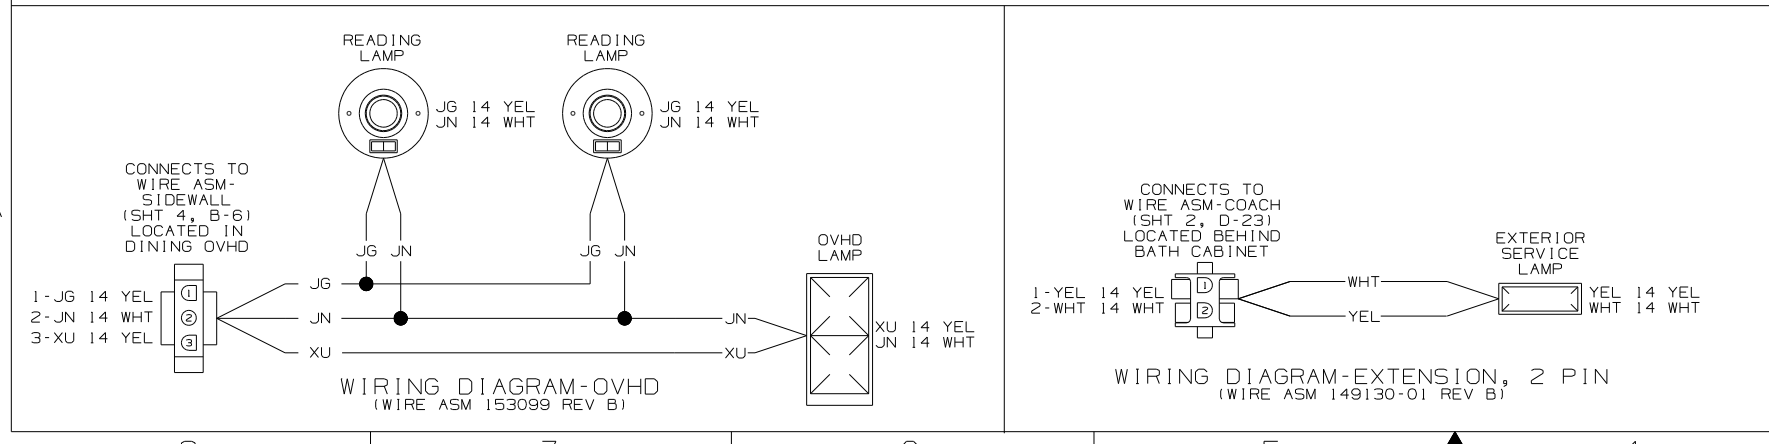 READING
LAMP
JG 14 YEL
JN 14 WHT
READING
LAMP
JG 14 YEL
JN 14 WHT
CONNECTS TO
WIRE ASM-
SIDEWALL
(SHT 4, B-6)
LOCATED IN
DINING OVHD
1-JG 14 YEL
2-JN 14 WHT
3-XU 14 YEL
1
2
3
JG JN
JG JN
JG
JN
XU
JN
XU
OVHD
LAMP
XU 14 YEL
JN 14 WHT
WIRING DIAGRAM-OVHD
(WIRE ASM 153099 REV B)
CONNECTS TO
WIRE ASM-COACH
(SHT 2, D-23)
LOCATED BEHIND
BATH CABINET
1-YEL 14 YEL
2-WHT 14 WHT
1
2
WHT
YEL
EXTERIOR
SERVICE
LAMP
YEL 14 YEL
WHT 14 WHT
WIRING DIAGRAM-EXTENSION, 2 PIN
(WIRE ASM 149130-01 REV B)